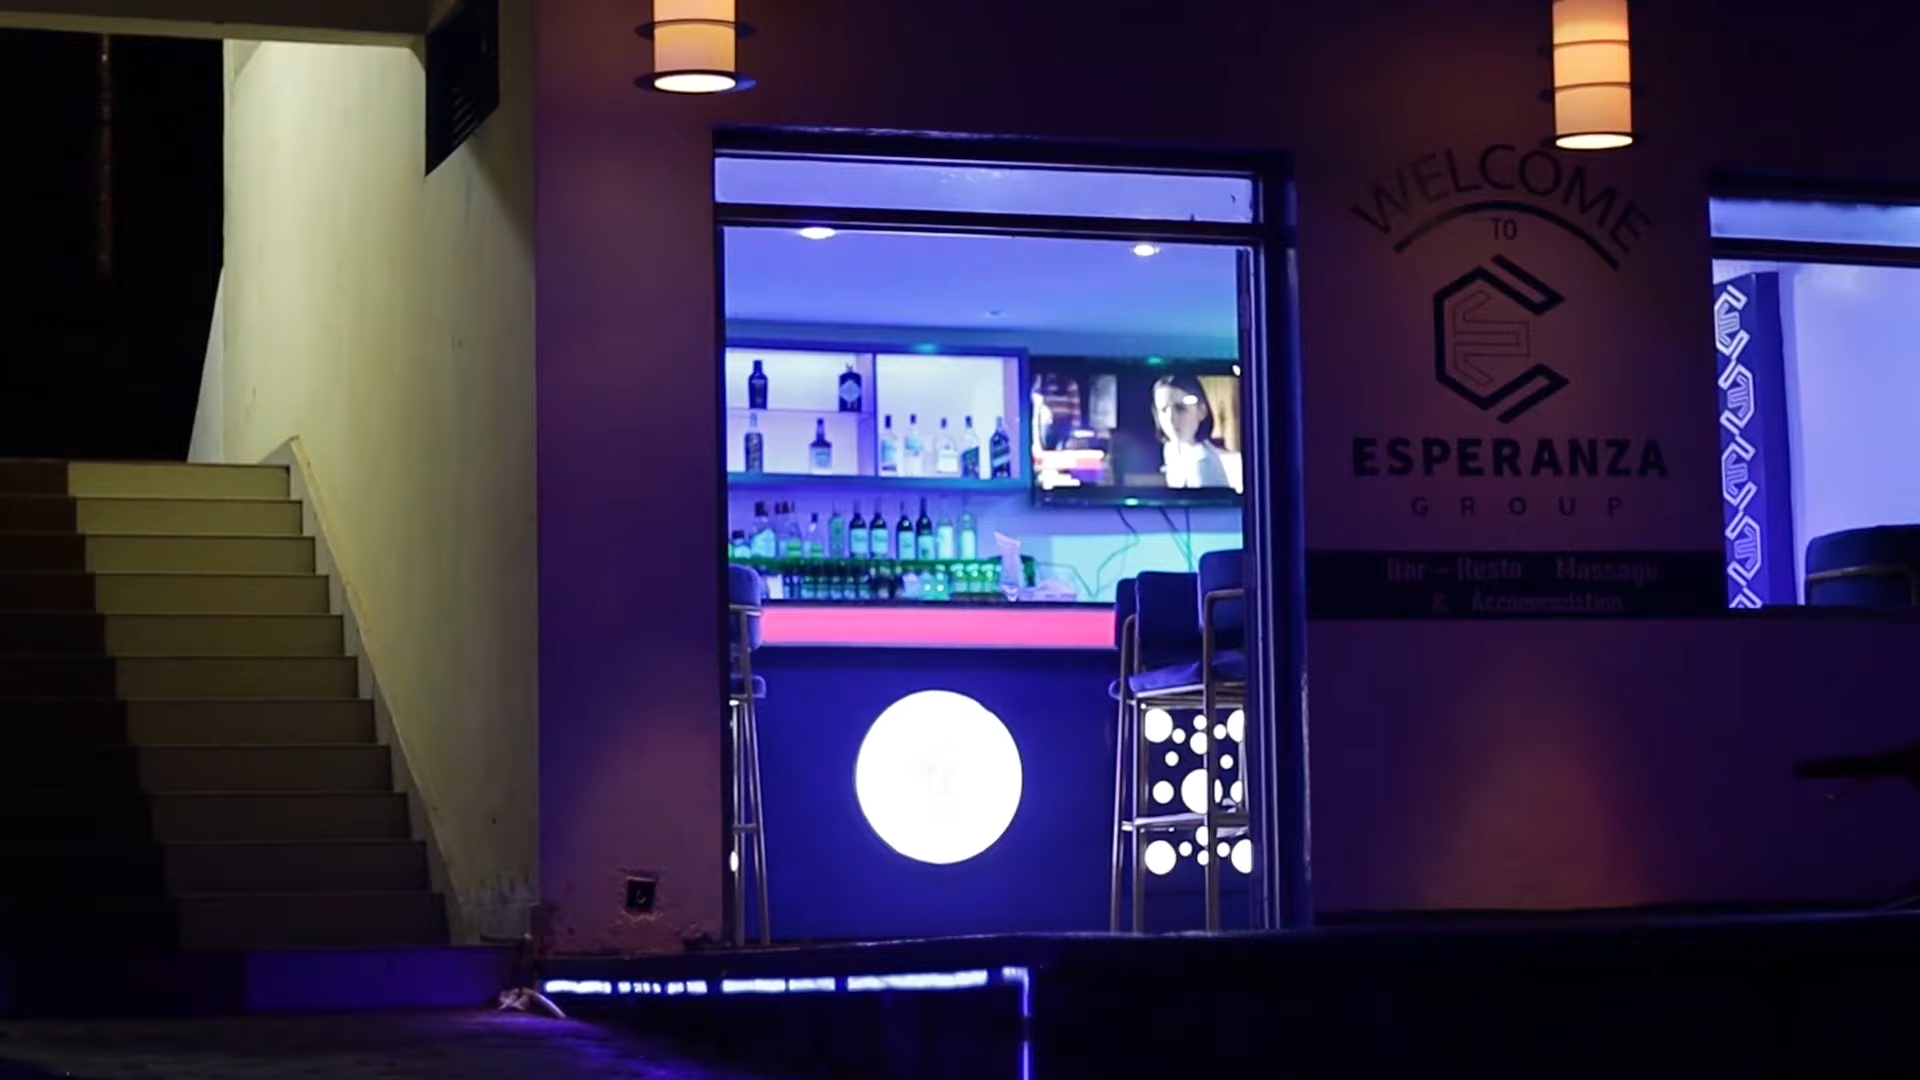 WELCOME
TO
ESPERANZA
GROUP
Bar - Resto Massage
& Accommodation